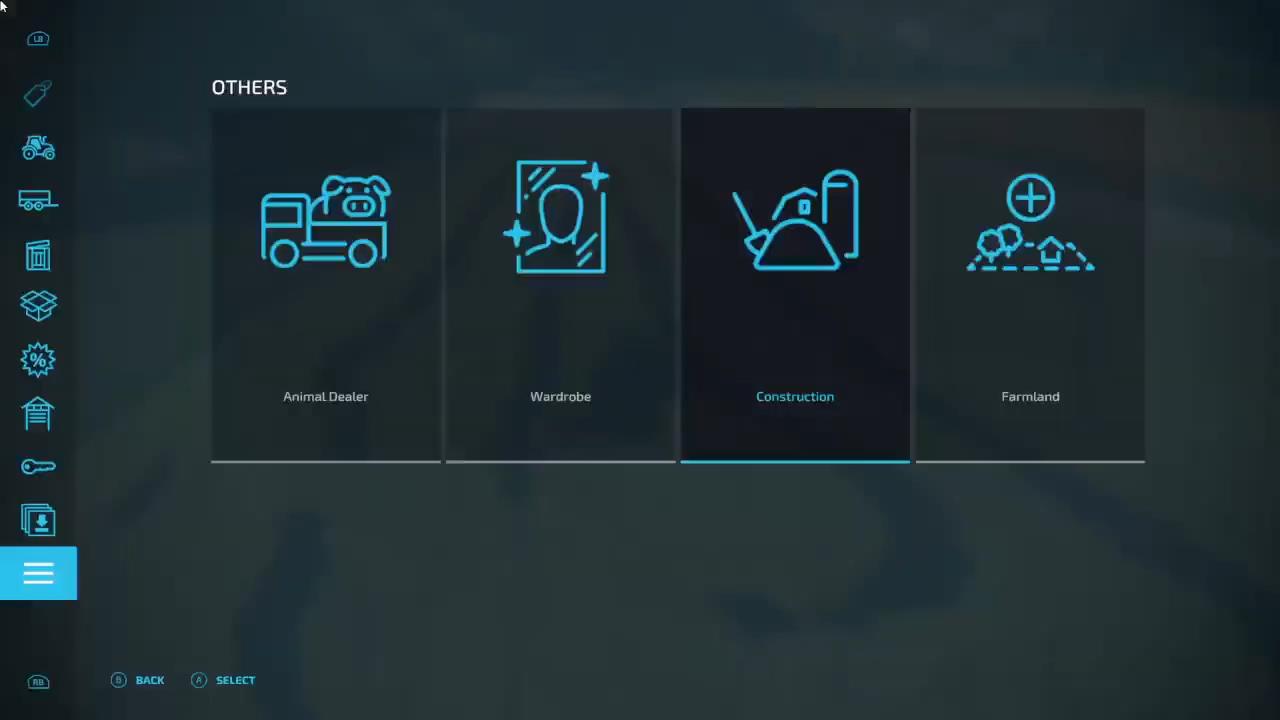 LB
OTHERS
%
Animal Dealer
Wardrobe
Construction
Farmland
RB
B BACK
A SELECT